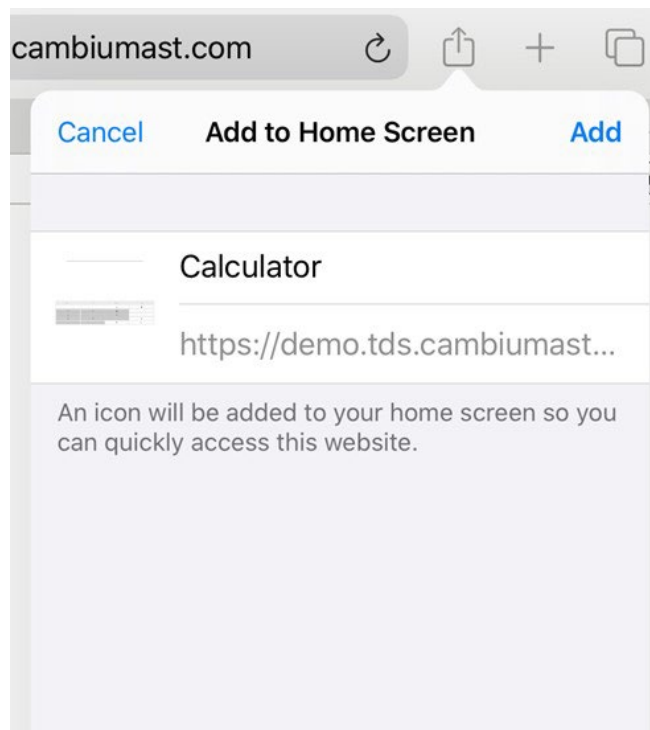 cambiumast.com
Cancel Add to Home Screen Add
Calculator
https://demo.tds.cambiumast...
An icon will be added to your home screen so you
can quickly access this website.